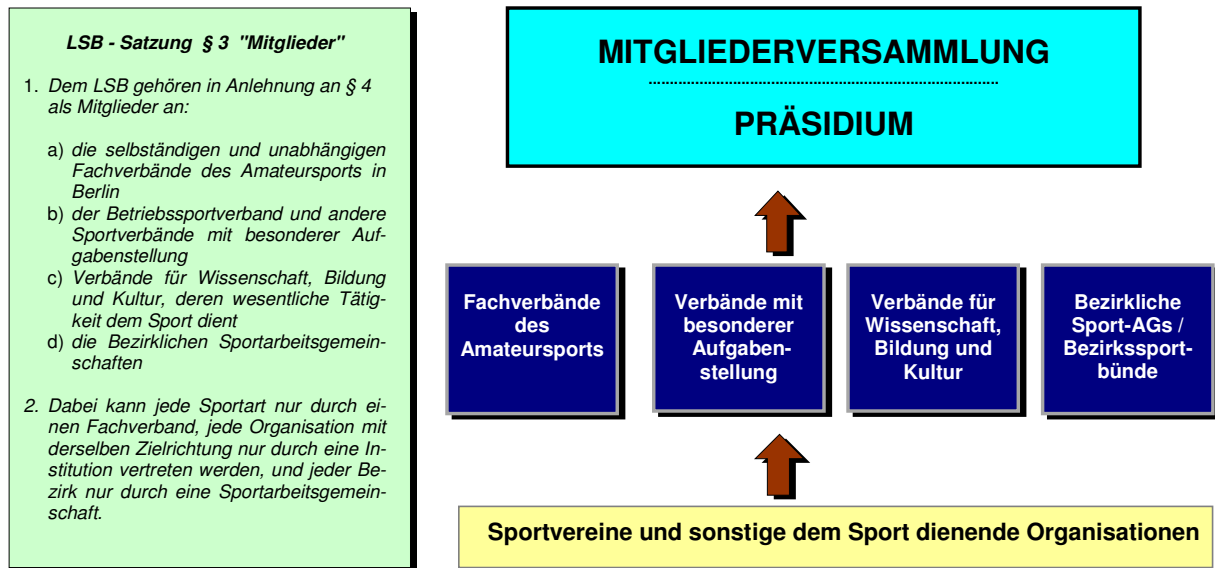 LSB - Satzung § 3 "Mitglieder"
1. Dem LSB gehören in Anlehnung an § 4
als Mitglieder an:
a) die selbständigen und unabhängigen
Fachverbände des Amateursports in
Berlin
b) der Betriebssportverband und andere
Sportverbände mit besonderer Auf-
gabenstellung
c) Verbände für Wissenschaft, Bildung
und Kultur, deren wesentliche Tätig-
keit dem Sport dient
d) die Bezirklichen Sportarbeitsgemein-
schaften
2. Dabei kann jede Sportart nur durch ei-
nen Fachverband, jede Organisation mit
derselben Zielrichtung nur durch eine In-
stitution vertreten werden, und jeder Be-
zirk nur durch eine Sportarbeitsgemein-
schaft.
MITGLIEDERVERSAMMLUNG
PRÄSIDIUM
Fachverbände
des
Amateursports
Verbände mit
besonderer
Aufgaben-
stellung
Verbände für
Wissenschaft,
Bildung und
Kultur
Bezirkliche
Sport-AGs /
Bezirkssport-
bünde
Sportvereine und sonstige dem Sport dienende Organisationen